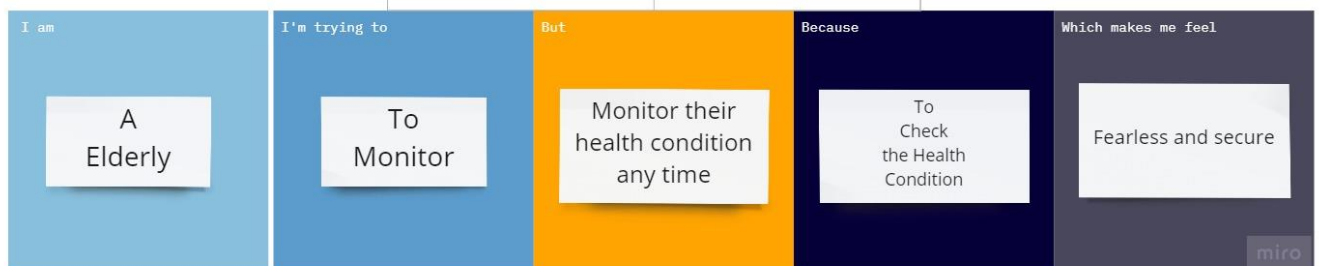 I am
A
Elderly
I'm trying to
To
Monitor
But
Monitor their
health condition
any time
Because
To
Check
the Health
Condition
Which makes me feel
Fearless and secure
miro